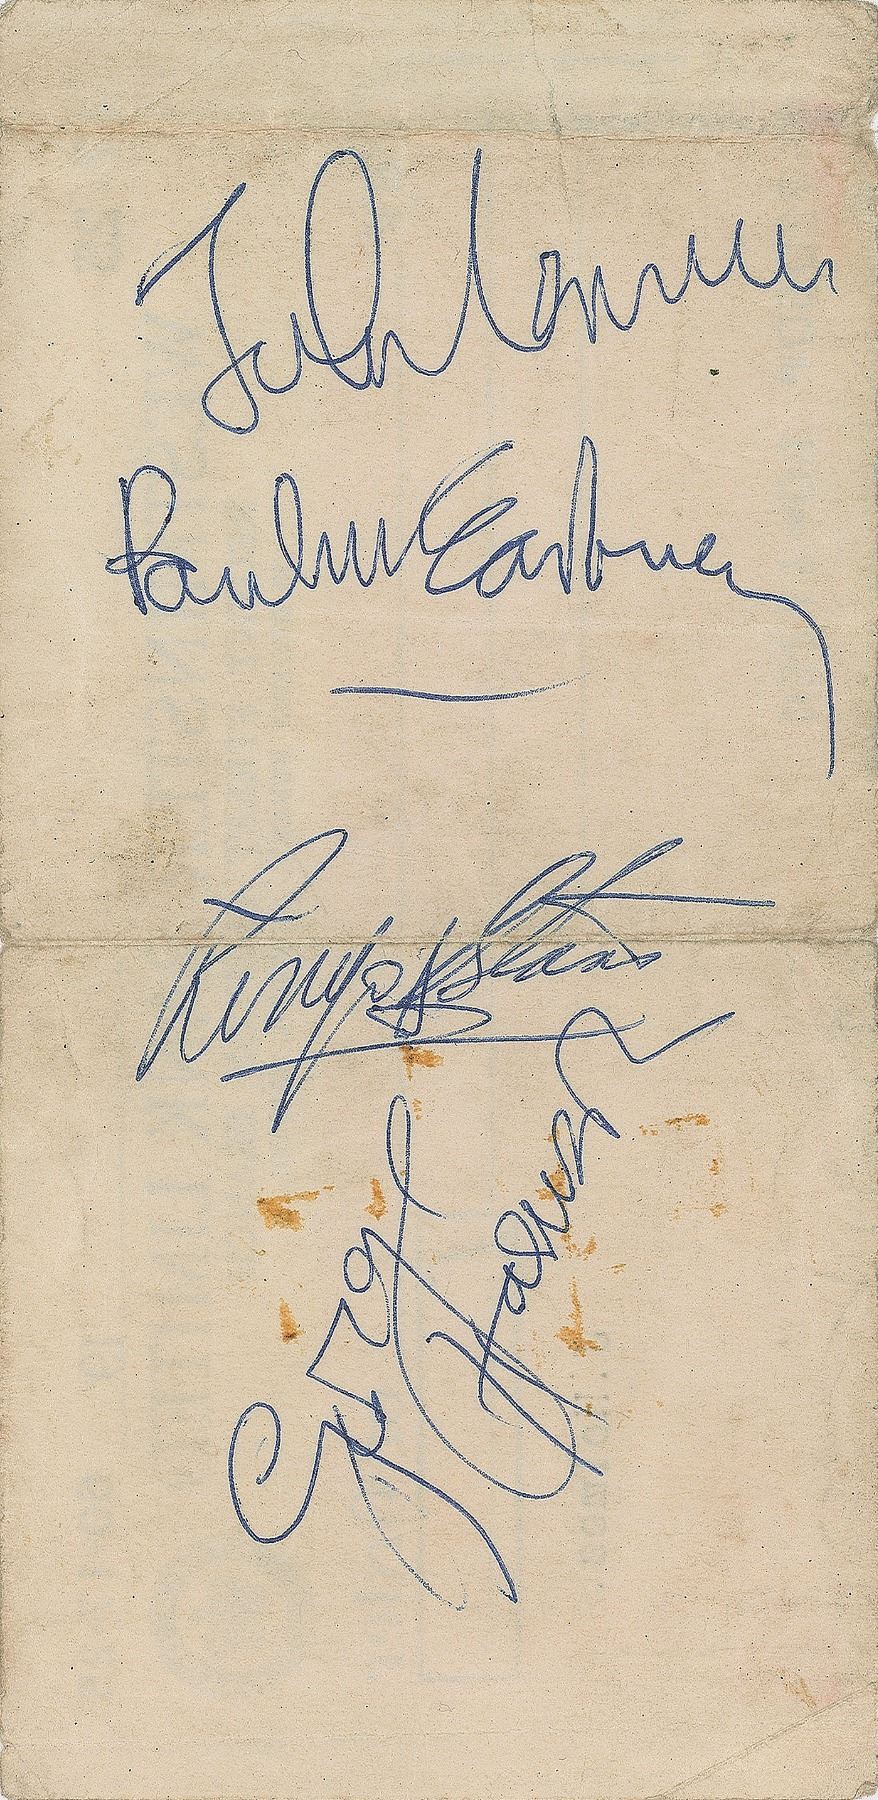 John Lennon
Paul McCartney
Ringo Starr
George Harrison